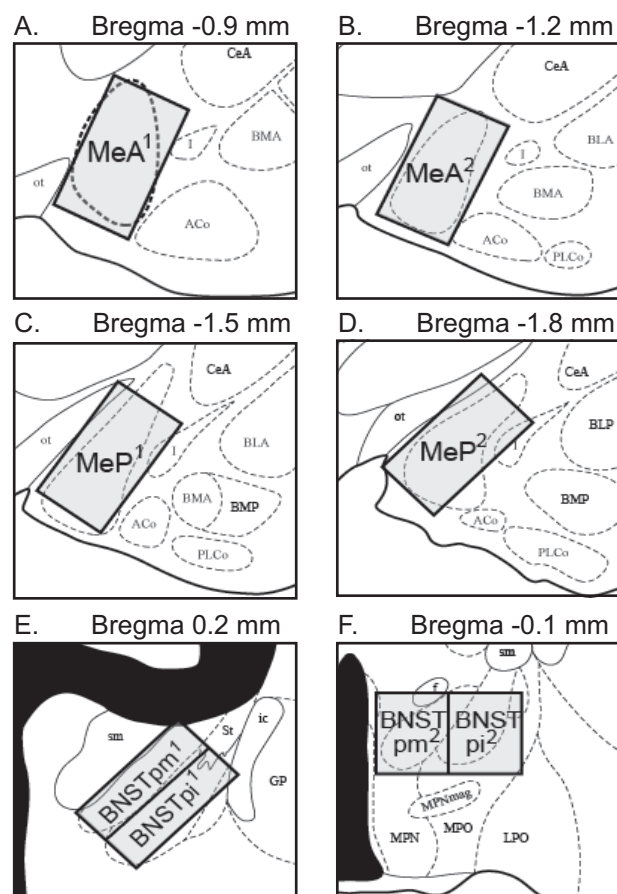 A. Bregma -0.9 mm
CeA
MeA1
I
BMA
ot
ACo
B. Bregma -1.2 mm
CeA
MeA2
I
BLA
ot
BMA
ACo
PLCo
C. Bregma -1.5 mm
CeA
ot
MeP1
I
BLA
BMA
BMP
ACo
PLCo
D. Bregma -1.8 mm
CeA
ot
BLP
MeP2
I
BMP
ACo
PLCo
E. Bregma 0.2 mm
sm
St
ic
GP
BNSTpm1
BNSTpi1
F. Bregma -0.1 mm
sm
f
BNST BNST
pm2 pi2
MPNmag
MPN MPO LPO